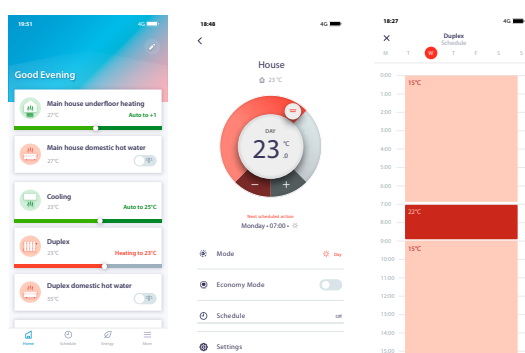 19:51
4G
Good Evening
Main house underfloor heating
27°C
Auto to +1
Main house domestic hot water
27°C
Cooling
23°C
Auto to 25°C
Duplex
23°C
Heating to 23°C
Duplex domestic hot water
55°C
Home
Schedule
Energy
More
18:48
4G
House
23°C
DAY
23
°C
.0
Next scheduled action
Monday • 07:00 •
Mode
Day
Economy Mode
Schedule
Off
Settings
18:27
4G
Duplex
Schedule
M T W T F S S
0:00
15°C
1:00
2:00
3:00
4:00
5:00
6:00
7:00
22°C
8:00
9:00
15°C
10:00
11:00
12:00
13:00
14:00
15:00